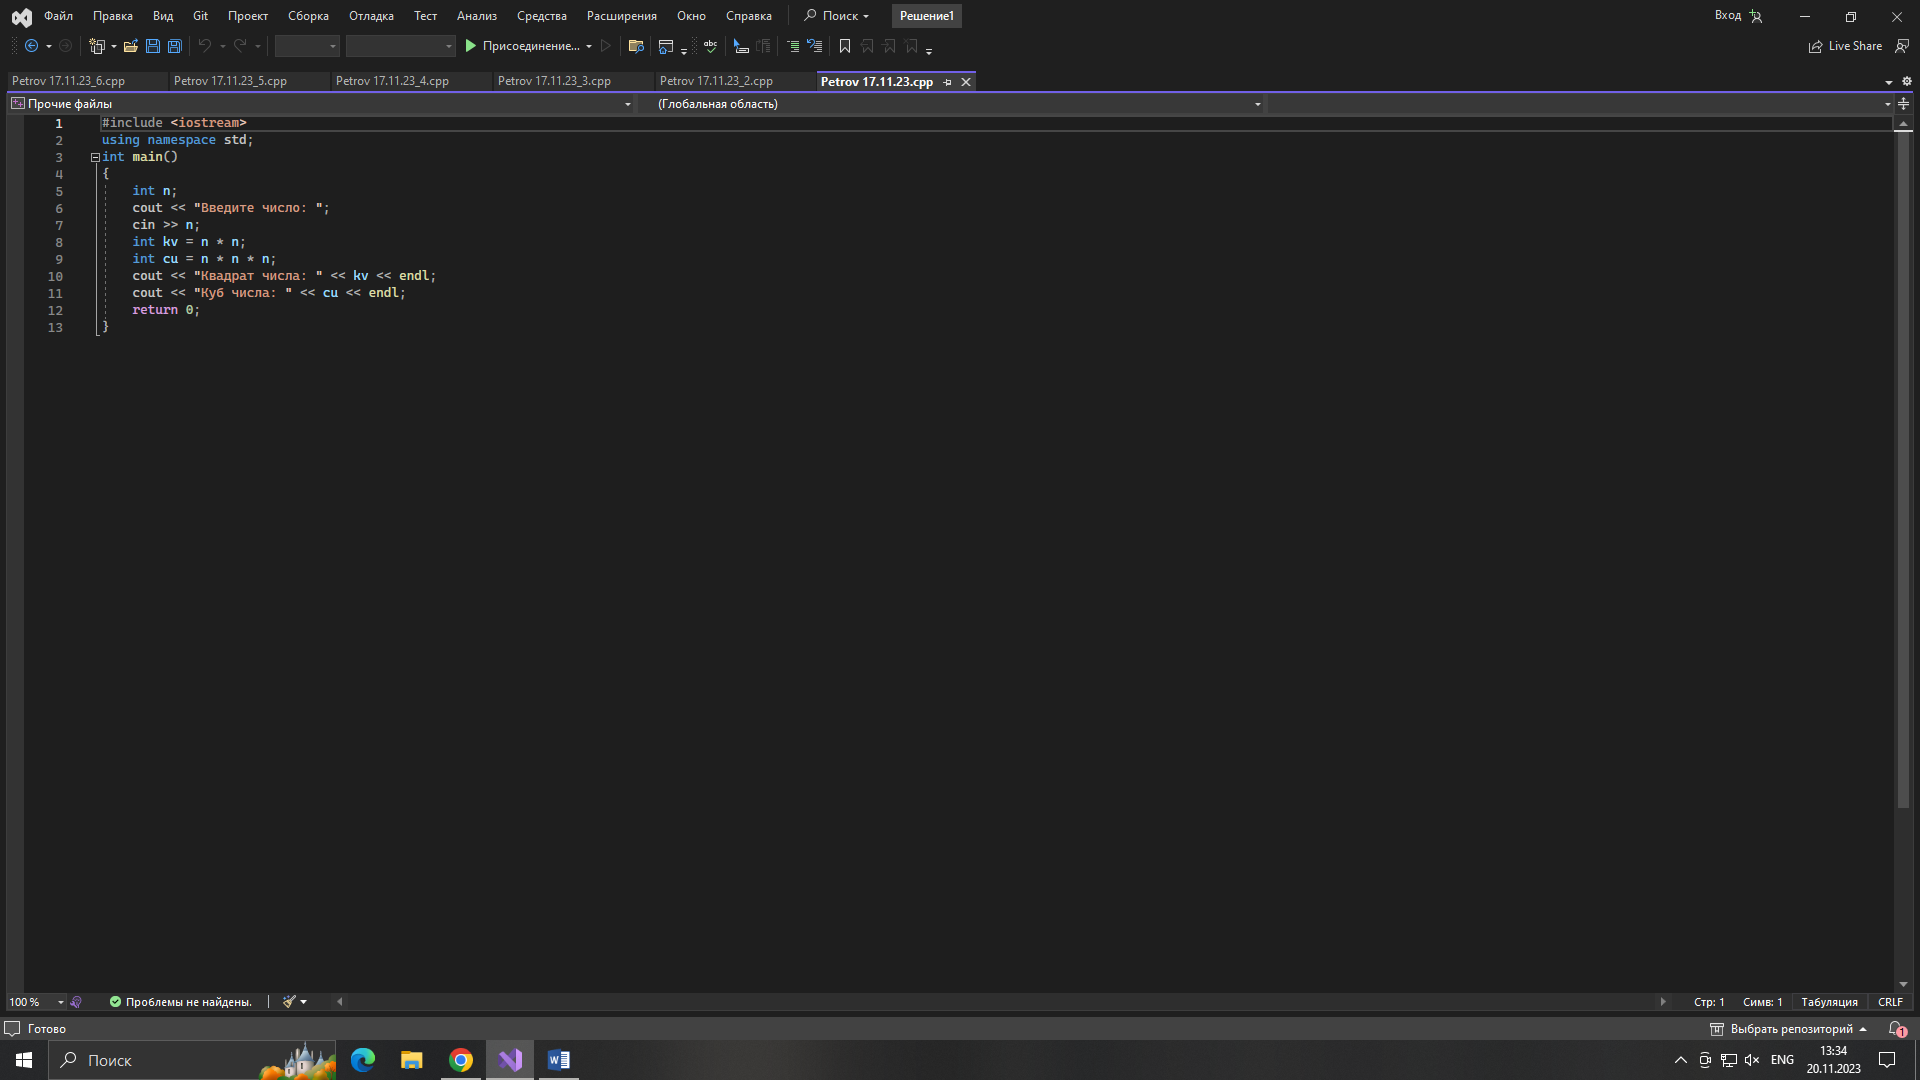 Файл Правка Вид Git Проект Сборка Отладка Тест Анализ Средства Расширения Окно Справка Поиск Решение1 Вход
Присоединение... Live Share
Petrov 17.11.23_6.cpp Petrov 17.11.23_5.cpp Petrov 17.11.23_4.cpp Petrov 17.11.23_3.cpp Petrov 17.11.23_2.cpp Petrov 17.11.23.cpp
Прочие файлы (Глобальная область)
1 #include <iostream>
2 using namespace std;
3 int main()
4 {
5 int n;
6 cout << "Введите число: ";
7 cin >> n;
8 int kv = n * n;
9 int cu = n * n * n;
10 cout << "Квадрат числа: " << kv << endl;
11 cout << "Куб числа: " << cu << endl;
12 return 0;
13 }
100 % Проблемы не найдены. Стр: 1 Симв: 1 Табуляция CRLF
Готово Выбрать репозиторий 1
Поиск ENG 13:34
20.11.2023